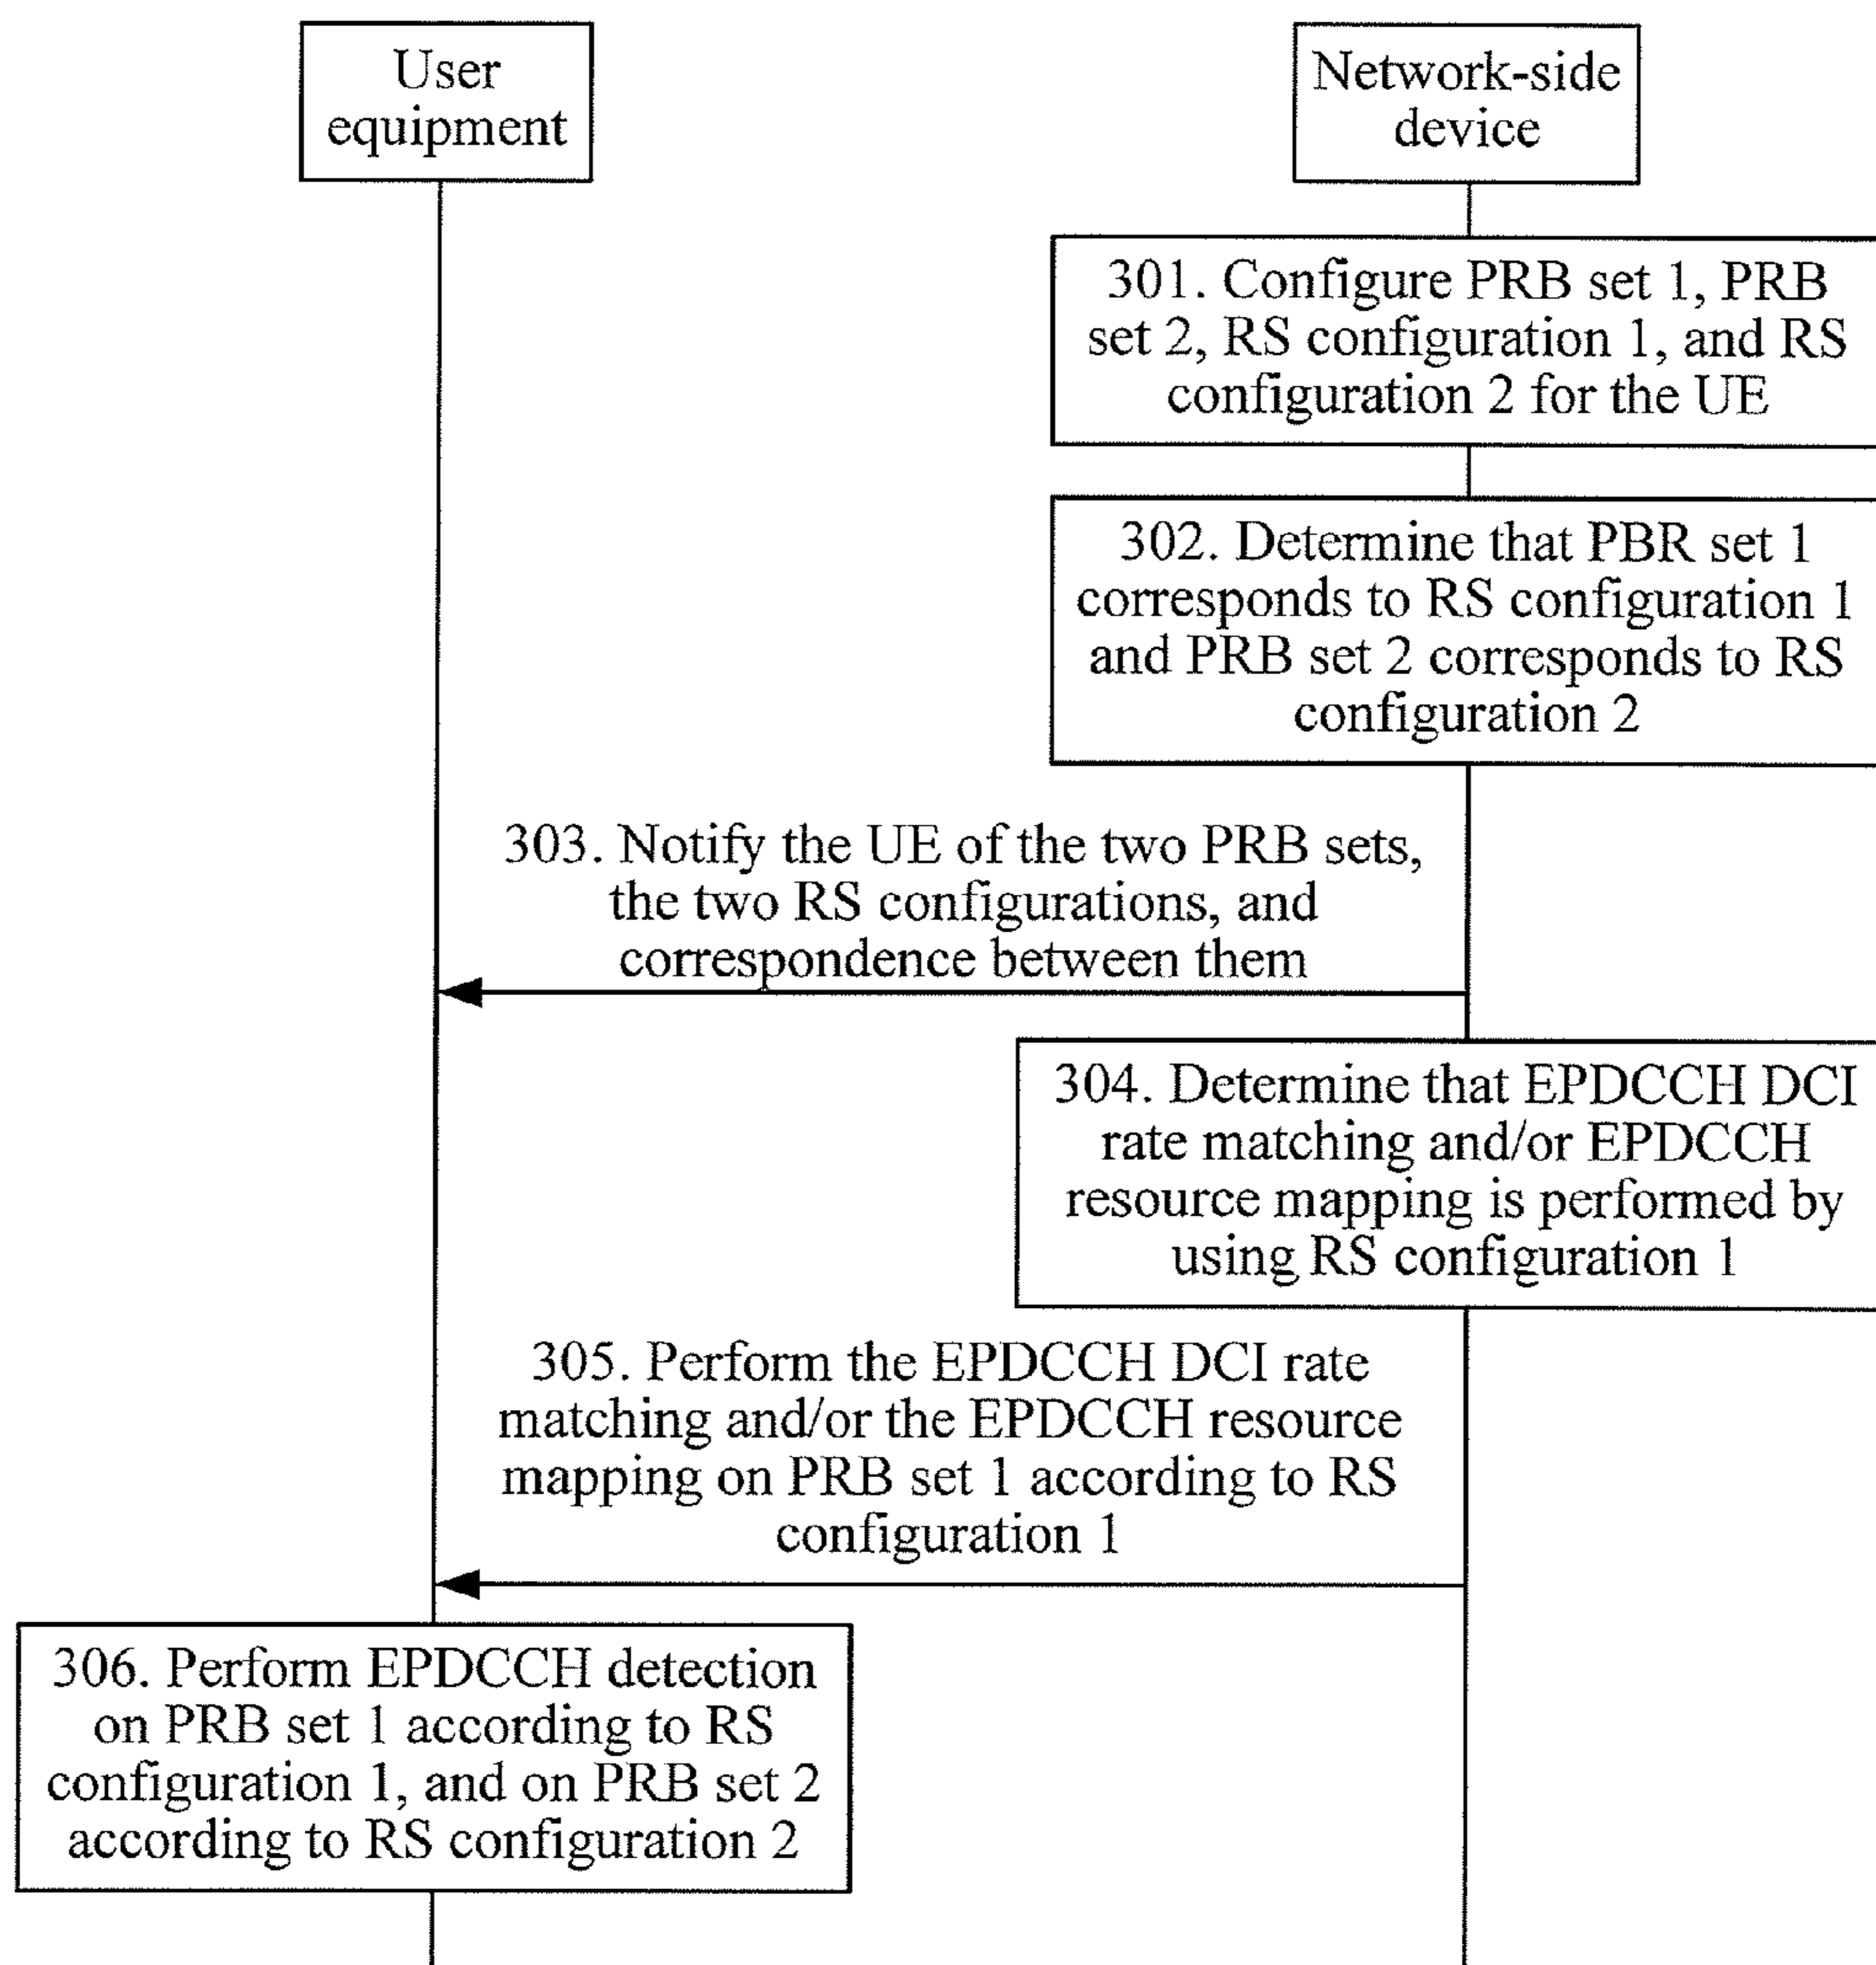 User
equipment
Network-side
device
301. Configure PRB set 1, PRB
set 2, RS configuration 1, and RS
configuration 2 for the UE
302. Determine that PBR set 1
corresponds to RS configuration 1
and PRB set 2 corresponds to RS
configuration 2
303. Notify the UE of the two PRB sets,
the two RS configurations, and
correspondence between them
304. Determine that EPDCCH DCI
rate matching and/or EPDCCH
resource mapping is performed by
using RS configuration 1
305. Perform the EPDCCH DCI rate
matching and/or the EPDCCH resource
mapping on PRB set 1 according to RS
configuration 1
306. Perform EPDCCH detection
on PRB set 1 according to RS
configuration 1, and on PRB set 2
according to RS configuration 2